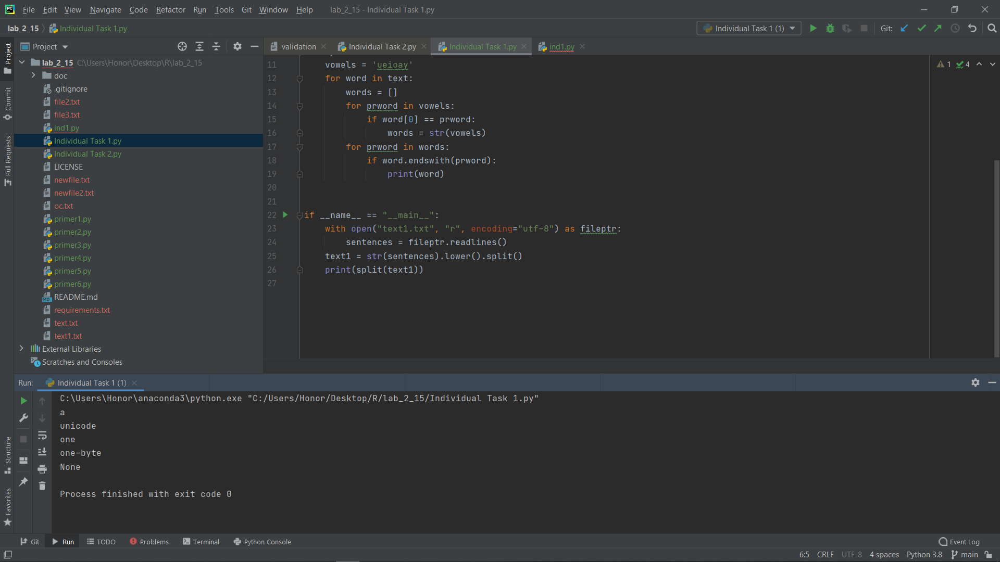 File Edit View Navigate Code Refactor Run Tools Git Window Help lab_2_15 - Individual Task 1.py
lab_2_15 Individual Task 1.py
Individual Task 1 (1) Git:
Project
validation Individual Task 2.py Individual Task 1.py ind1.py
Project
Commit
Pull Requests
Structure
Favorites
lab_2_15 C:\Users\Honor\Desktop\R\lab_2_15
doc
.gitignore
file2.txt
file3.txt
ind1.py
Individual Task 1.py
Individual Task 2.py
LICENSE
newfile.txt
newfile2.txt
oc.txt
primer1.py
primer2.py
primer3.py
primer4.py
primer5.py
primer6.py
README.md
requirements.txt
text.txt
text1.txt
External Libraries
Scratches and Consoles
1 4
11 vowels = 'ueioay'
12 for word in text:
13 words = []
14 for prword in vowels:
15 if word[0] == prword:
16 words = str(vowels)
17 for prword in words:
18 if word.endswith(prword):
19 print(word)
20
21
22 if __name__ == "__main__":
23 with open("text1.txt", "r", encoding="utf-8") as fileptr:
24 sentences = fileptr.readlines()
25 text1 = str(sentences).lower().split()
26 print(split(text1))
27
Run: Individual Task 1 (1)
C:\Users\Honor\anaconda3\python.exe "C:/Users/Honor/Desktop/R/lab_2_15/Individual Task 1.py"
a
unicode
one
one-byte
None
Process finished with exit code 0
Git Run TODO Problems Terminal Python Console Event Log
6:5 CRLF UTF-8 4 spaces Python 3.8 main